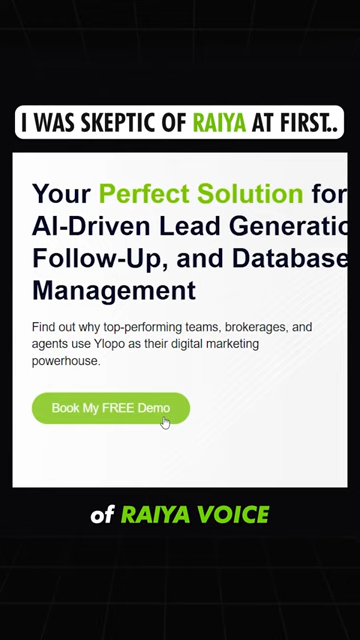 I WAS SKEPTIC OF RAIYA AT FIRST..
Your Perfect Solution for
AI-Driven Lead Generatio
Follow-Up, and Database
Management
Find out why top-performing teams, brokerages, and
agents use Ylopo as their digital marketing
powerhouse.
Book My FREE Demo
of RAIYA VOICE